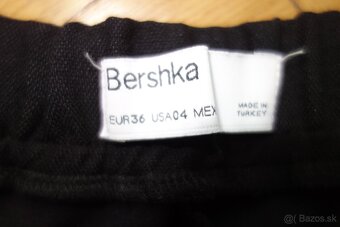 Bershka
EUR36 USA04 MEX
MADE IN
TURKEY
Bazos.sk